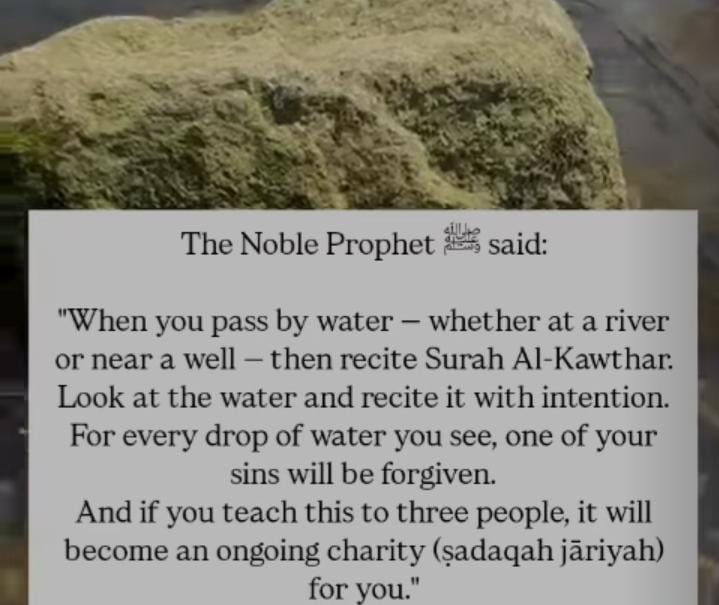 The Noble Prophet ﷺ said:
"When you pass by water – whether at a river
or near a well – then recite Surah Al-Kawthar.
Look at the water and recite it with intention.
For every drop of water you see, one of your
sins will be forgiven.
And if you teach this to three people, it will
become an ongoing charity (ṣadaqah jāriyah)
for you."